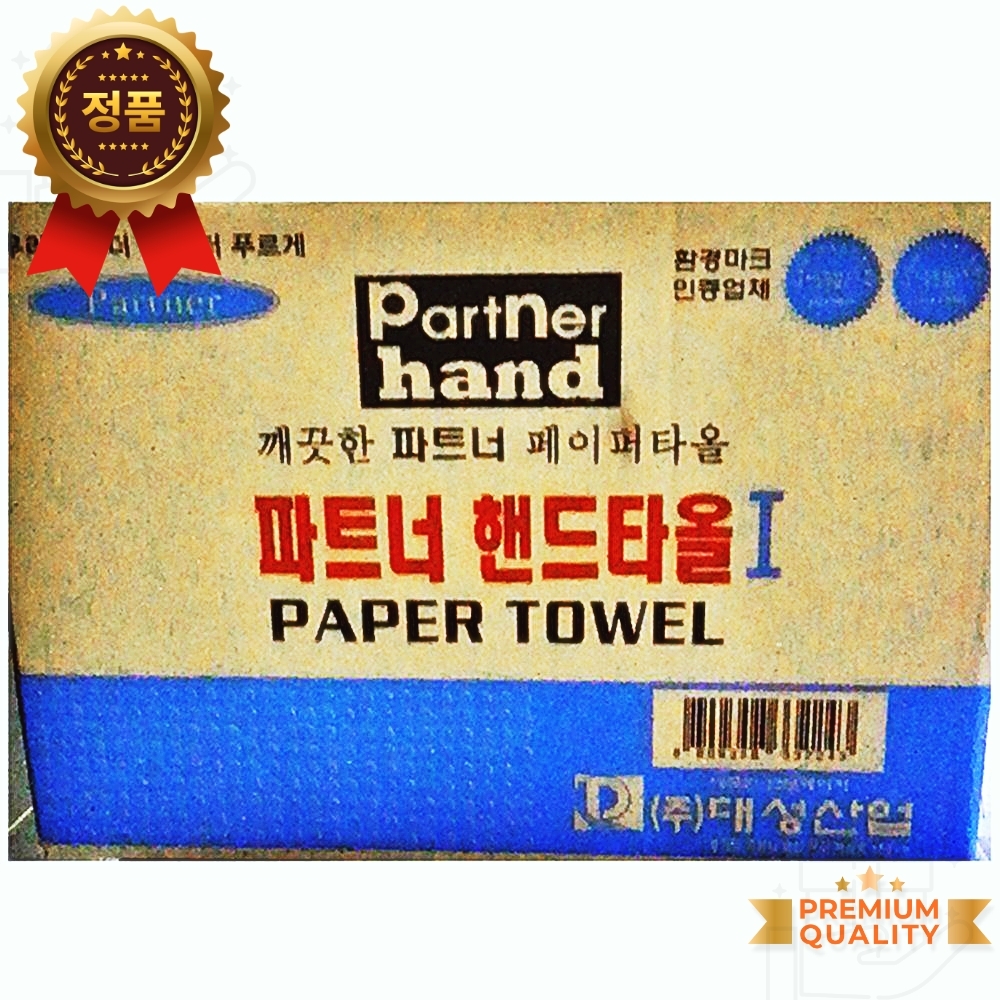 정품
푸르게
Partner
환경마크
인증업체
Partner
hand
깨끗한 파트너 페이퍼타올
파트너 핸드타올 I
PAPER TOWEL
(주)대성산업
PREMIUM
QUALITY